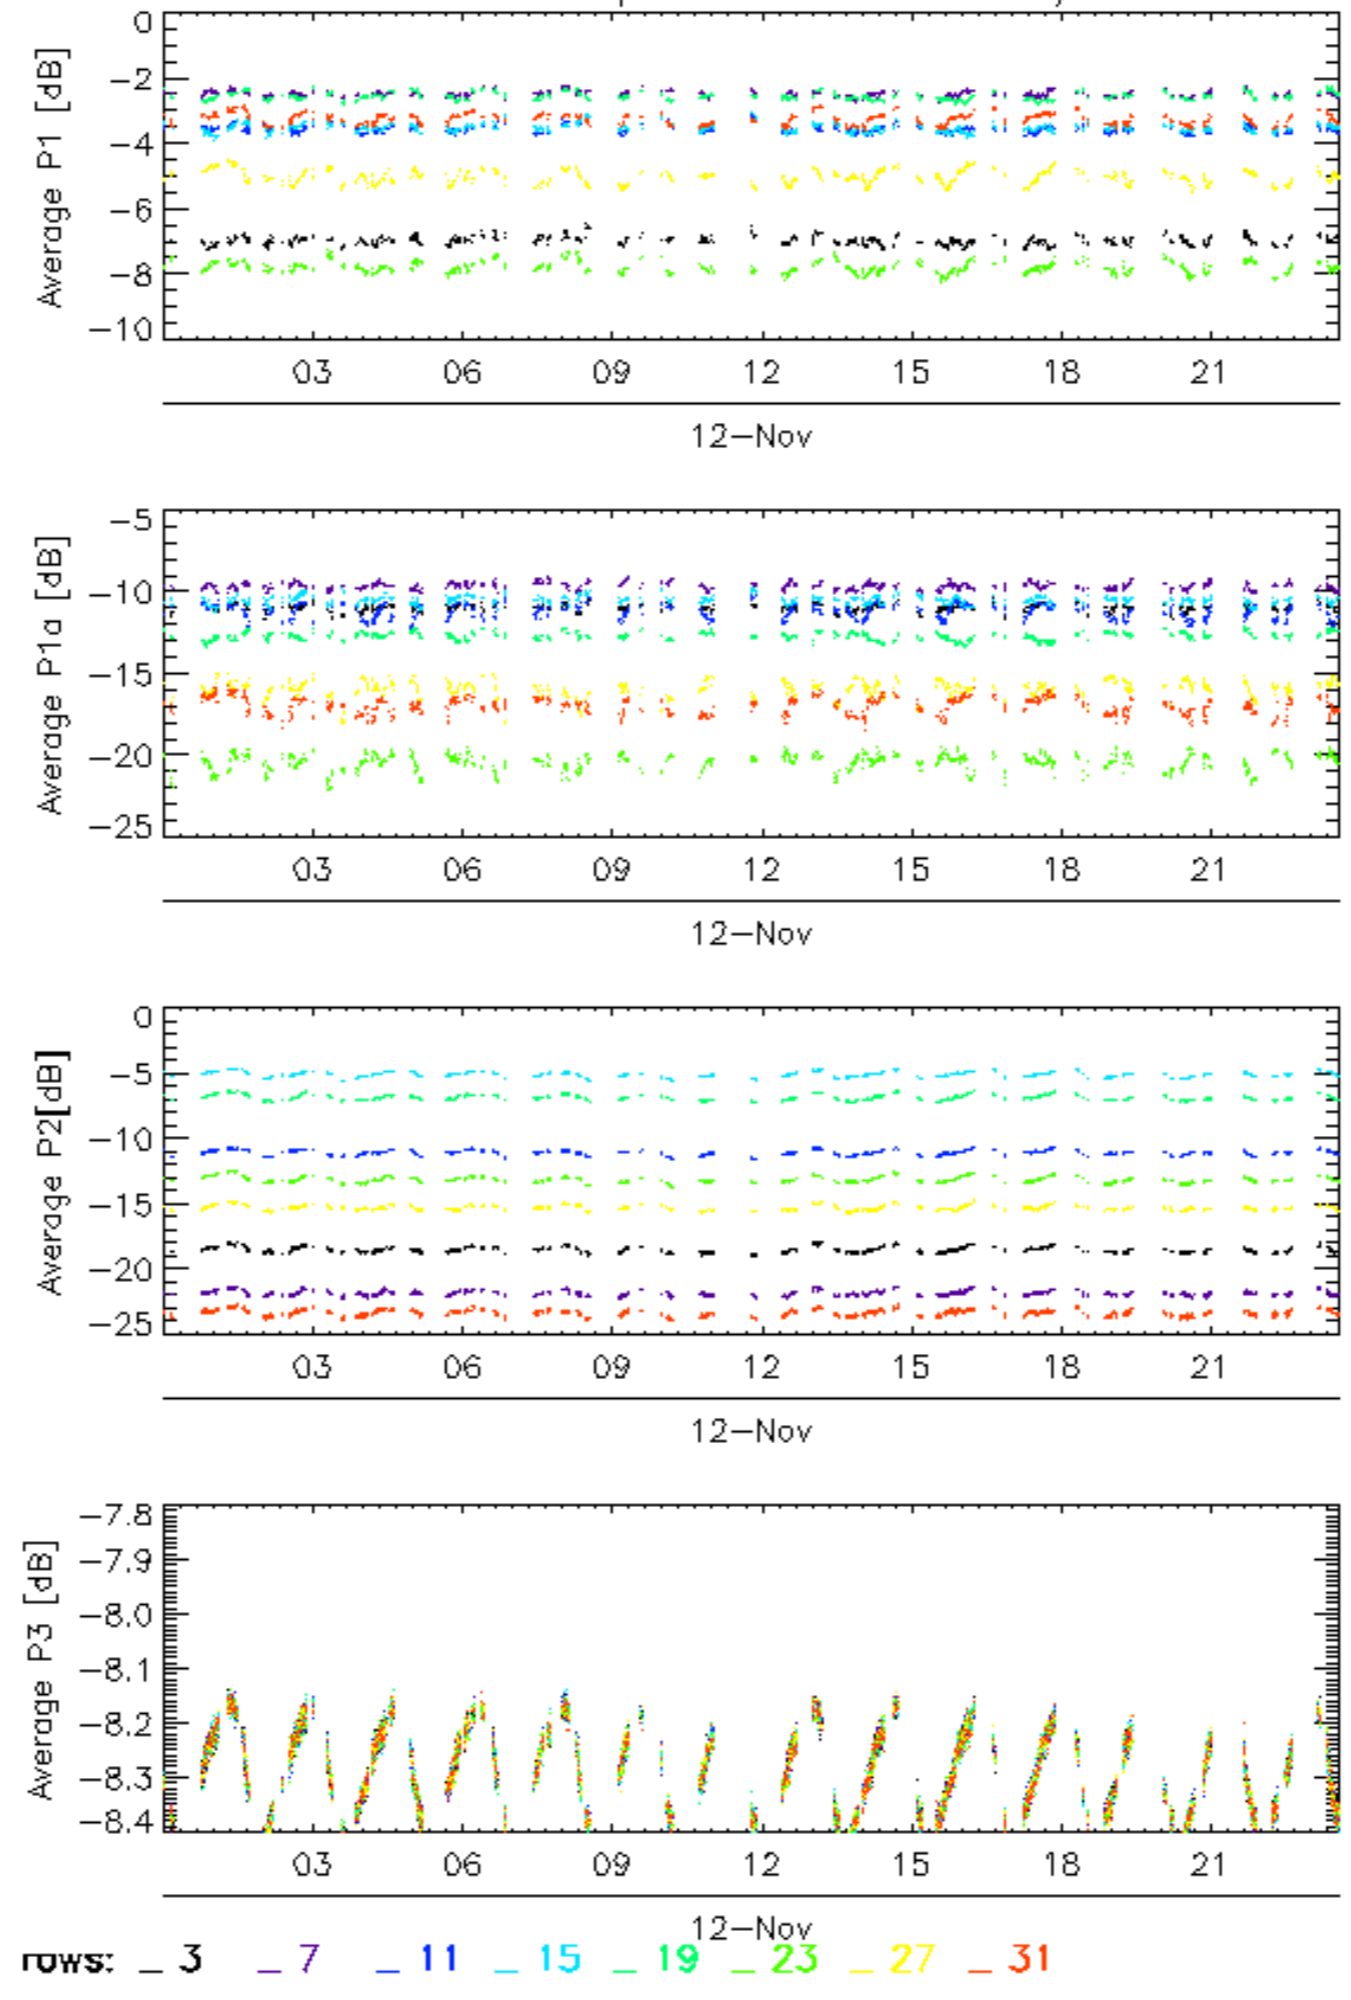 0
−2
−4
−6
−8
−10
Average P1 [dB]
03 06 09 12 15 18 21
12−Nov
−5
−10
−15
−20
−25
Average P1a [dB]
03 06 09 12 15 18 21
12−Nov
0
−5
−10
−15
−20
−25
Average P2[dB]
03 06 09 12 15 18 21
12−Nov
−7.8
−7.9
−8.0
−8.1
−8.2
−8.3
−8.4
Average P3 [dB]
03 06 09 12 15 18 21
12−Nov
rows: _ 3 _ 7 _ 11 _ 15 _ 19 _ 23 _ 27 _ 31